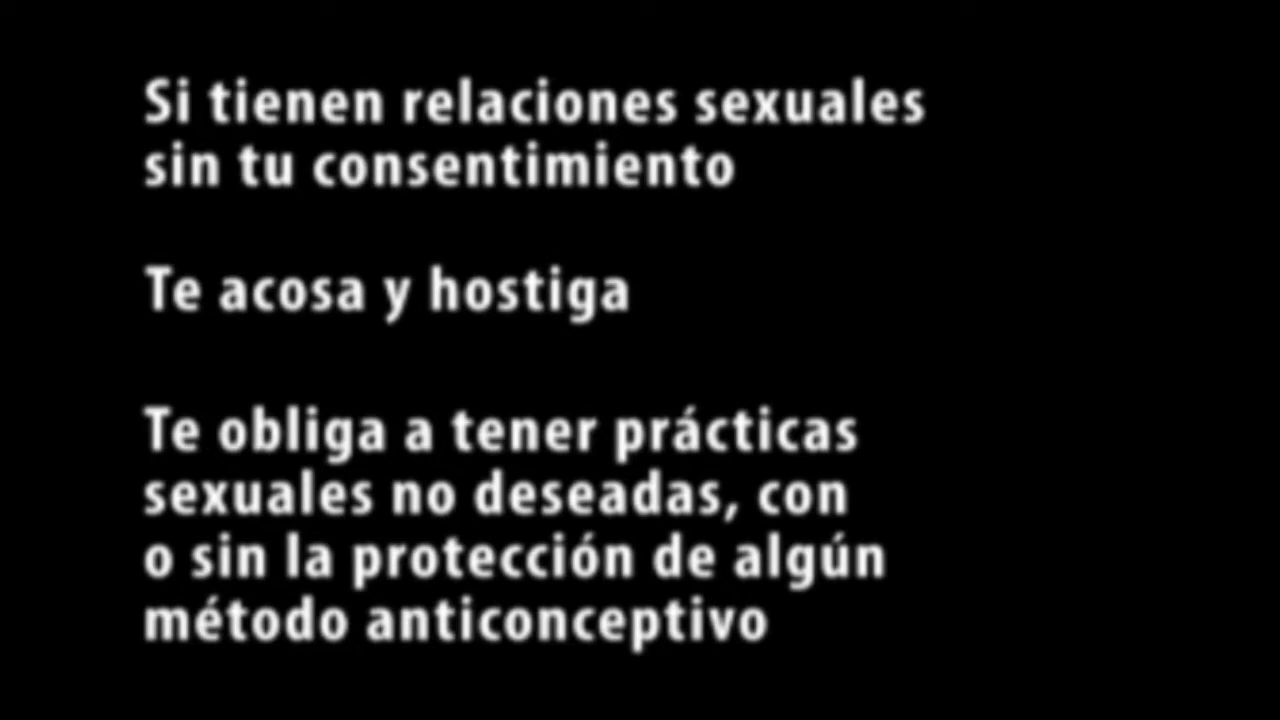 Si tienen relaciones sexuales
sin tu consentimiento
Te acosa y hostiga
Te obliga a tener prácticas
sexuales no deseadas, con
o sin la protección de algún
método anticonceptivo